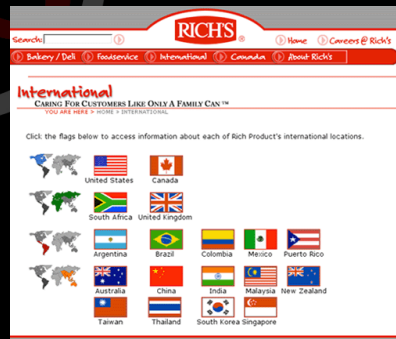 RICH'S ®
Search:
Home Careers @ Rich's
Bakery / Deli Foodservice International Canada About Rich's
International
CARING FOR CUSTOMERS LIKE ONLY A FAMILY CAN ™
YOU ARE HERE > HOME > INTERNATIONAL
Click the flags below to access information about each of Rich Product's international locations.
United States Canada
South Africa United Kingdom
Argentina Brazil Colombia Mexico Puerto Rico
Australia China India Malaysia New Zealand
Taiwan Thailand South Korea Singapore